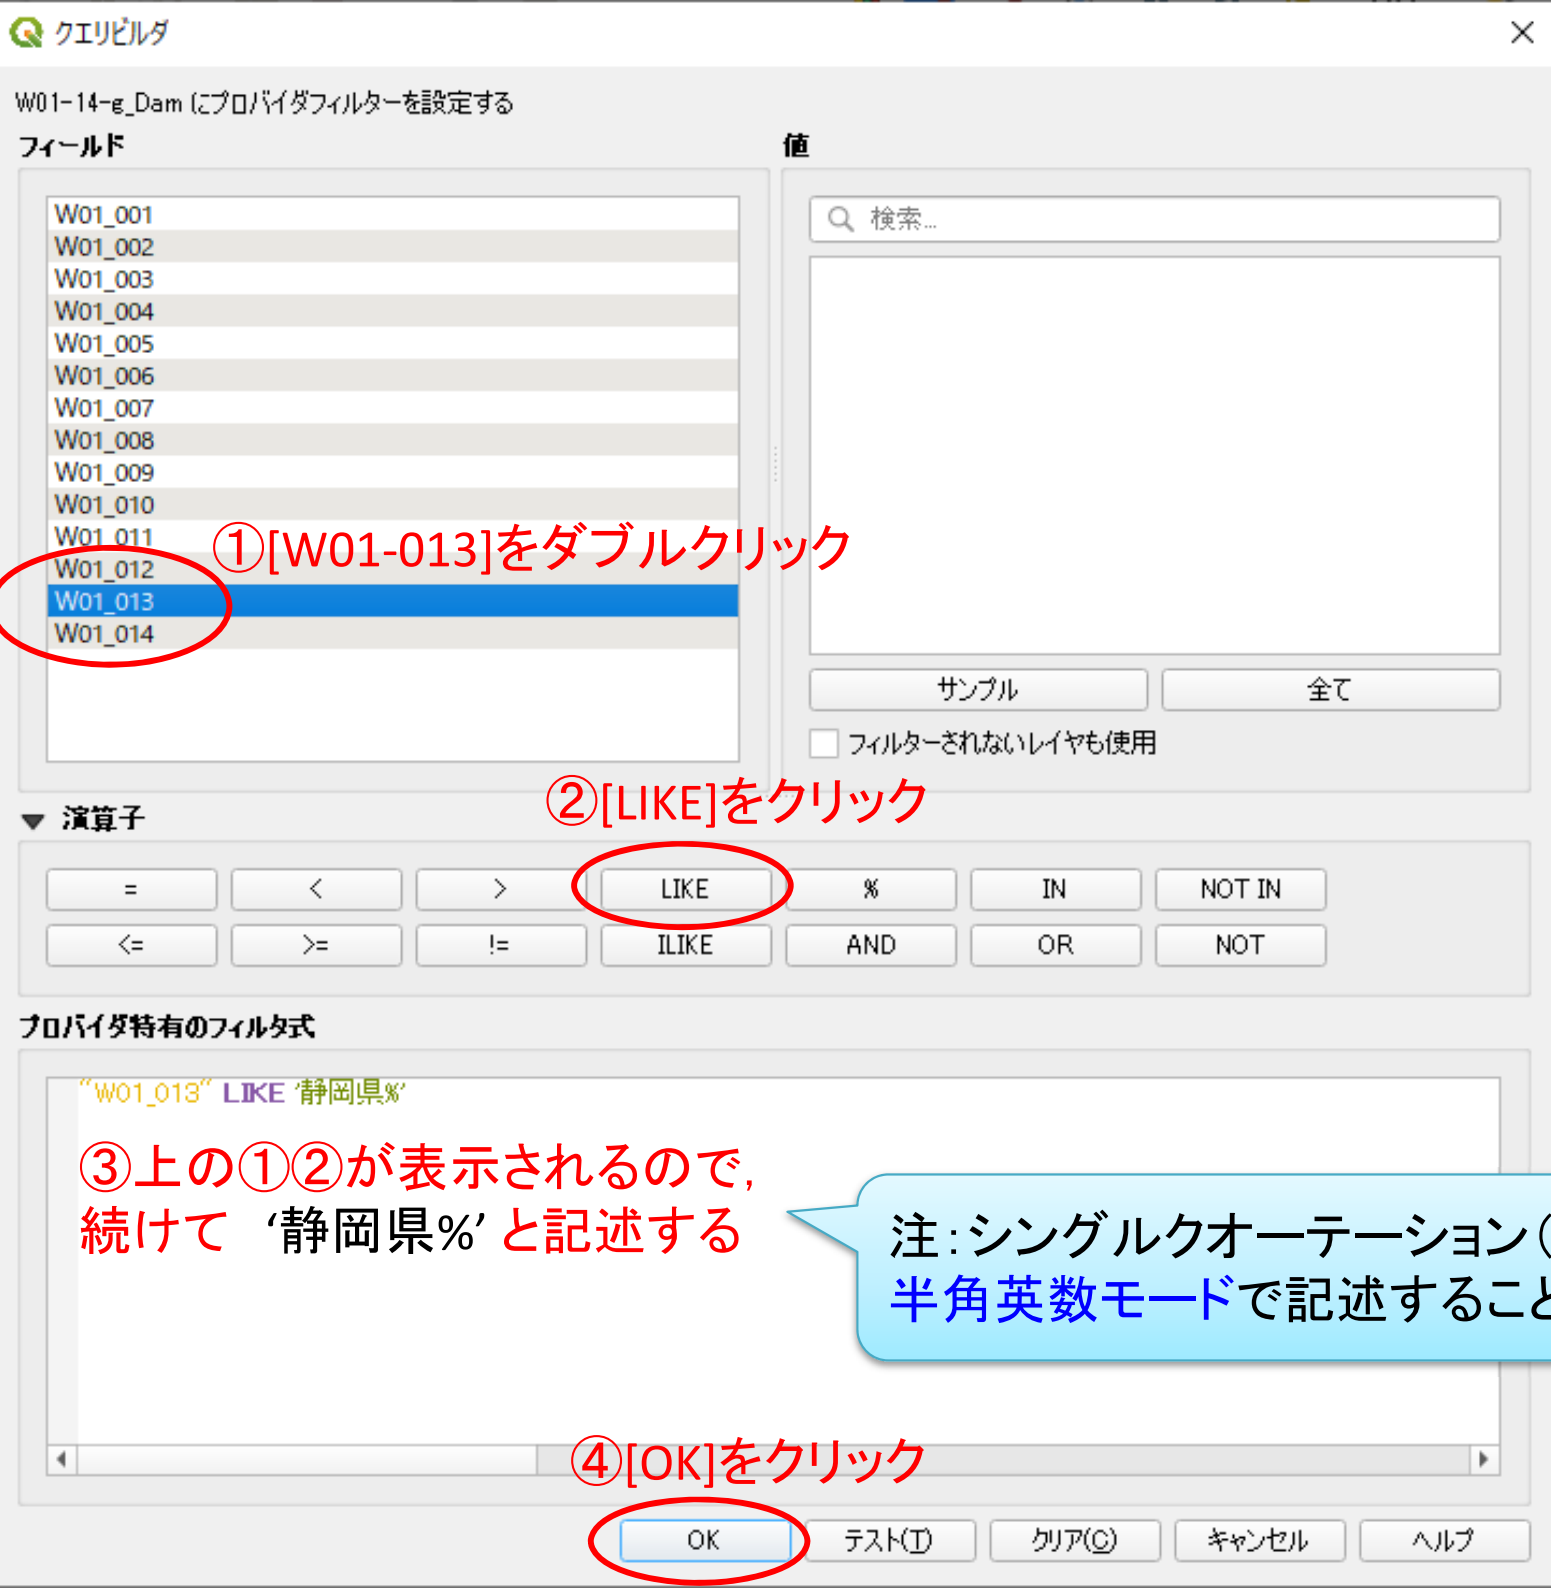 クエリビルダ
W01-14-g_Dam にプロバイダフィルターを設定する
フィールド
値
W01_001
W01_002
W01_003
W01_004
W01_005
W01_006
W01_007
W01_008
W01_009
W01_010
W01_011
W01_012
W01_013
W01_014
①[W01-013]をダブルクリック
検索...
サンプル
全て
フィルターされないレイヤも使用
②[LIKE]をクリック
演算子
= < > LIKE % IN NOT IN
<= >= != ILIKE AND OR NOT
プロバイダ特有のフィルタ式
"W01_013" LIKE '静岡県%'
③上の①②が表示されるので,
続けて ‘静岡県%’ と記述する
注:シングルクオーテーション(
半角英数モードで記述すること
④[OK]をクリック
OK テスト(T) クリア(C) キャンセル ヘルプ